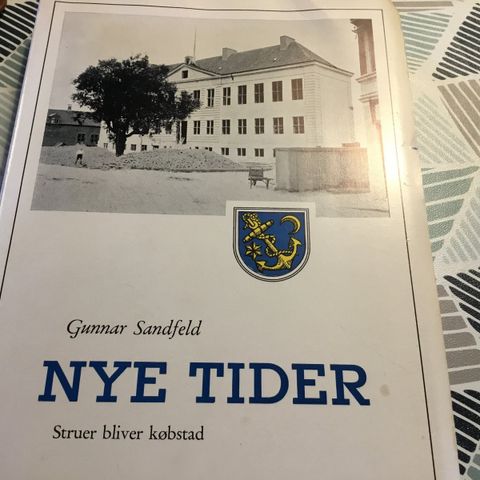 Gunnar Sandfeld
NYE TIDER
Struer bliver købstad